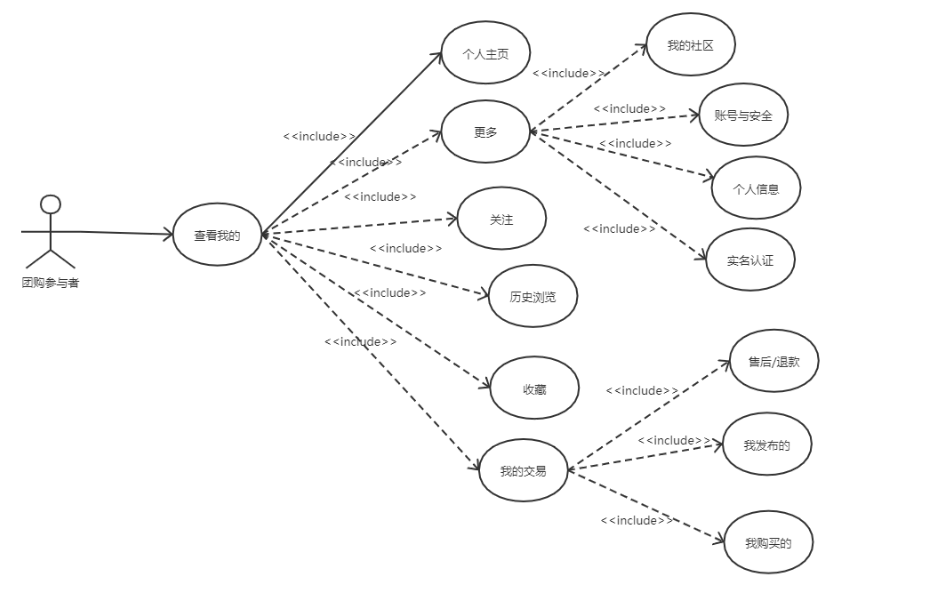 我的社区
个人主页
<<include>>
<<include>>
账号与安全
更多
<<include>>
<<include>>
<<include>>
个人信息
<<include>>
关注
<<include>>
查看我的
<<include>>
实名认证
团购参与者
<<include>>
历史浏览
<<include>>
售后/退款
收藏
<<include>>
<<include>>
我发布的
我的交易
<<include>>
我购买的